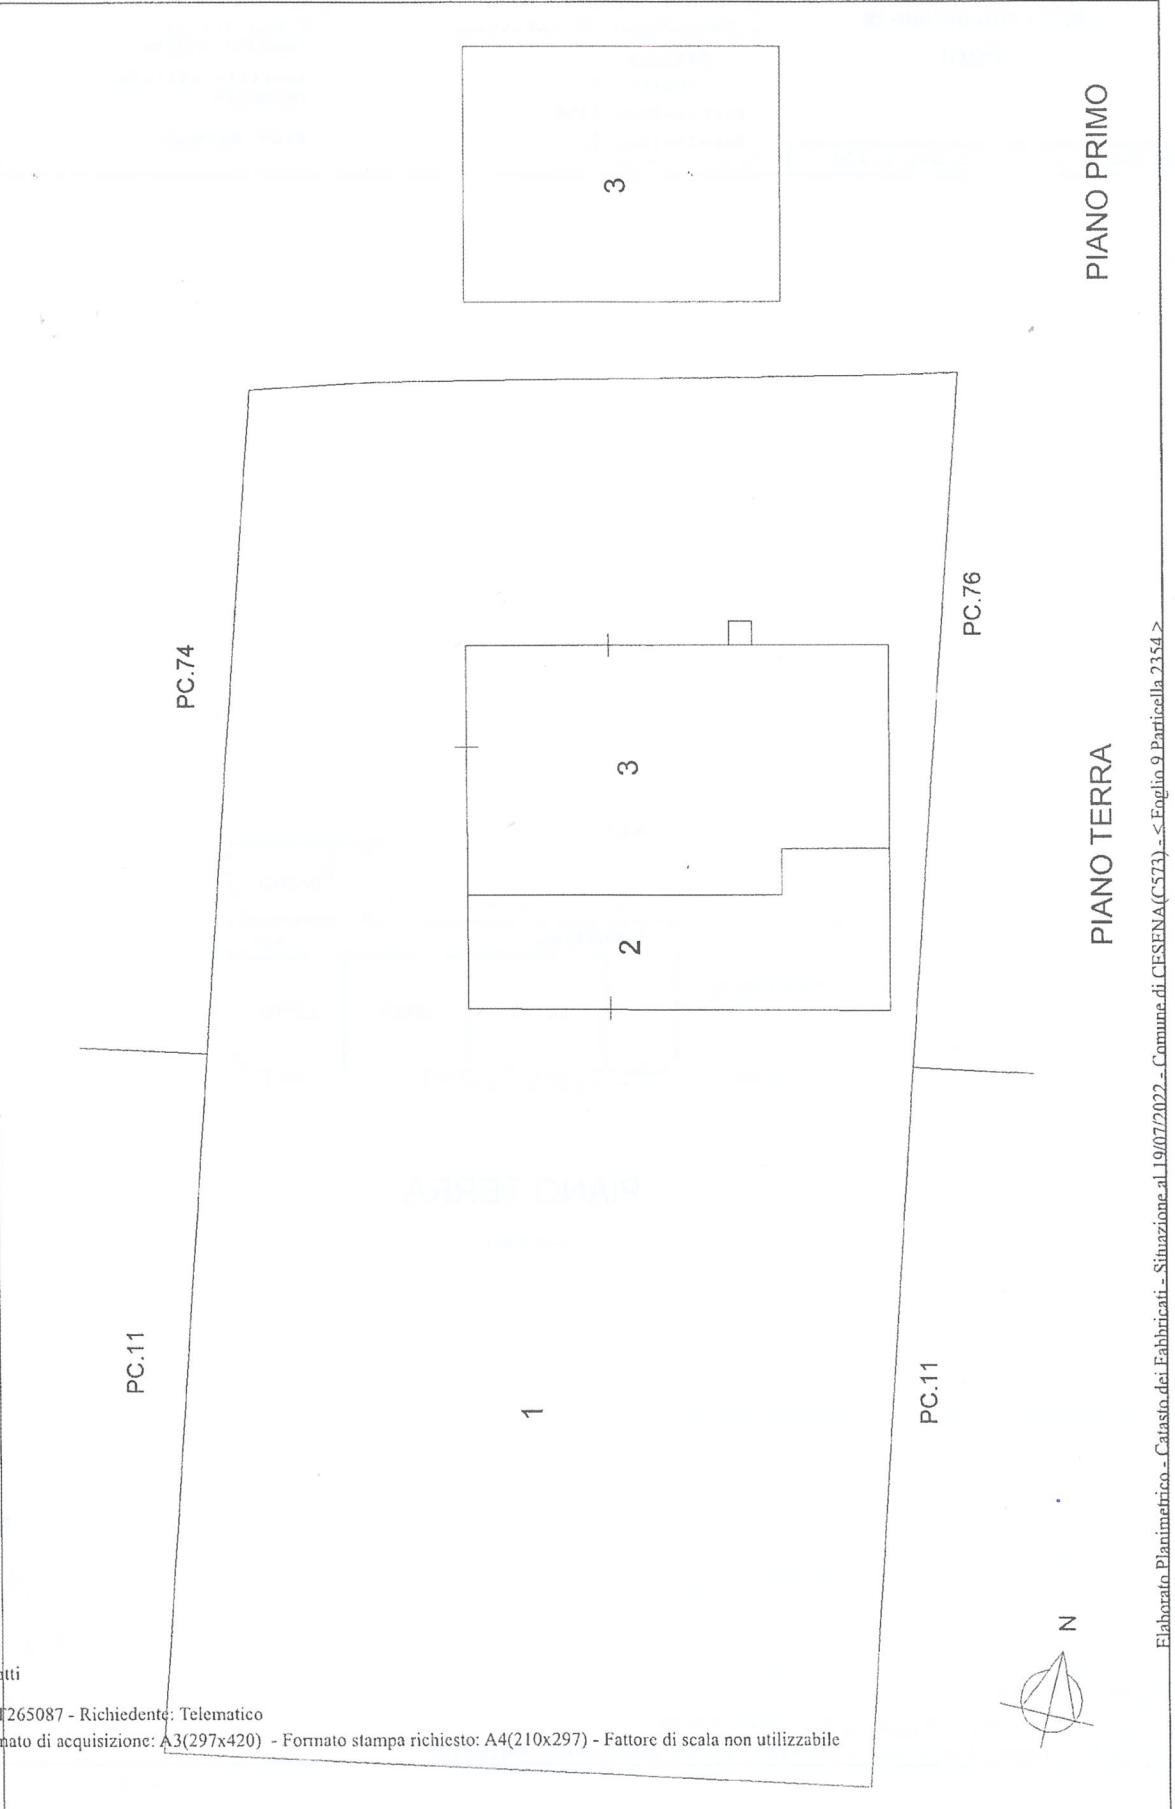 3
PIANO PRIMO
PC.74
PC.76
3
2
PIANO TERRA
PC.11
1
PC.11
N
Elaborato Planimetrico - Catasto dei Fabbricati - Situazione al 19/07/2022 - Comune di CESENA(C573) - < Foglio 9 Particella 2354 >
T265087 - Richiedente: Telematico
di acquisizione: A3(297x420) - Formato stampa richiesto: A4(210x297) - Fattore di scala non utilizzabile
PIANO TERRA